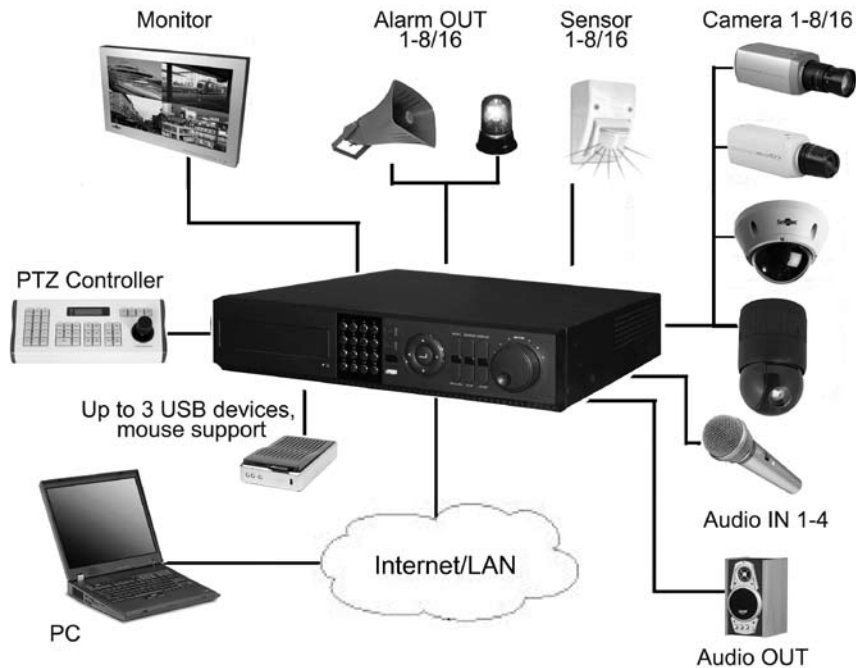 Monitor
Alarm OUT
1-8/16
Sensor
1-8/16
Camera 1-8/16
PTZ Controller
Up to 3 USB devices,
mouse support
Audio IN 1-4
Internet/LAN
PC
Audio OUT